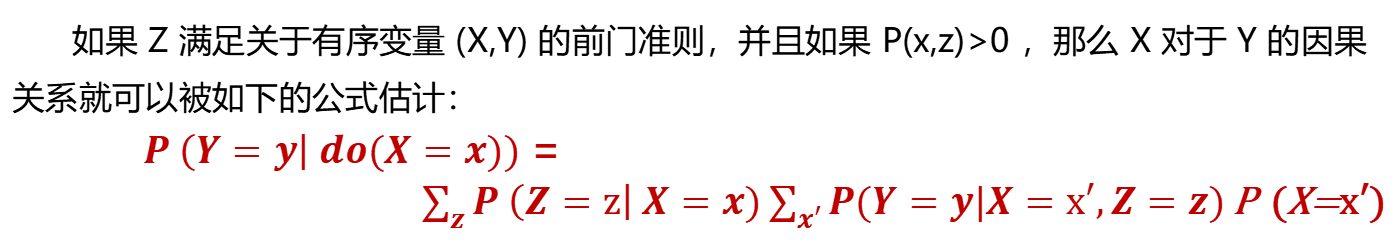 如果 Z 满足关于有序变量 (X,Y) 的前门准则，并且如果 P(x,z)>0 ，那么 X 对于 Y 的因果
关系就可以被如下的公式估计：
P (Y = y| do(X = x)) =
∑z P (Z = z| X = x) ∑x′ P(Y = y|X = x′, Z = z) P (X=x′)